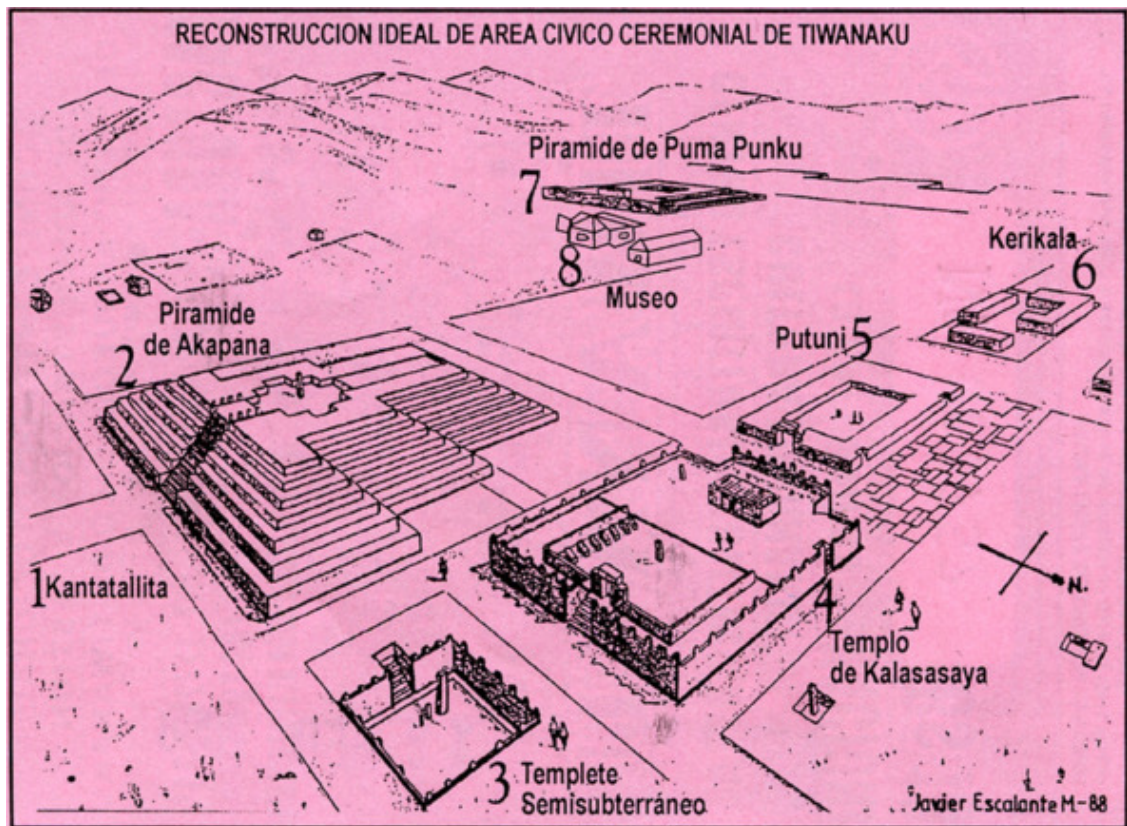 RECONSTRUCCION IDEAL DE AREA CIVICO CEREMONIAL DE TIWANAKU
Piramide de Puma Punku
7
8
Museo
Kerikala
6
Piramide
de Akapana
2
Putuni 5
1 Kantatallita
N.
4
Templo
de Kalasasaya
3
Templete
Semisubterráneo
Javier Escalante M.-88